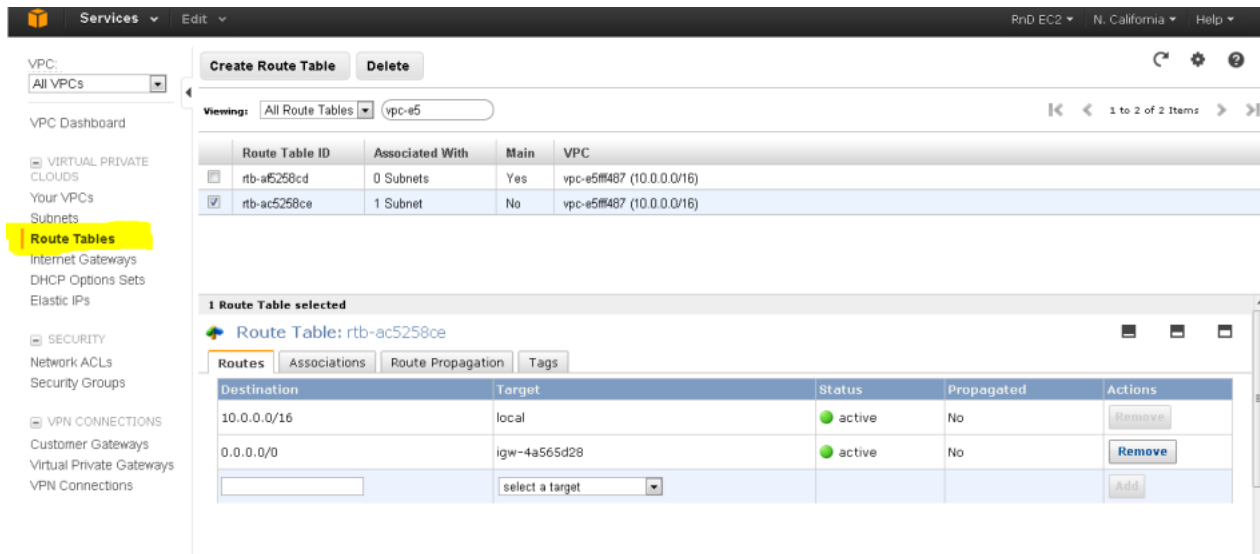 Services Edit RnD EC2 N. California Help
VPC:
All VPCs
VPC Dashboard
VIRTUAL PRIVATE
CLOUDS
Your VPCs
Subnets
Route Tables
Internet Gateways
DHCP Options Sets
Elastic IPs
SECURITY
Network ACLs
Security Groups
VPN CONNECTIONS
Customer Gateways
Virtual Private Gateways
VPN Connections
Create Route Table Delete
Viewing: All Route Tables vpc-e5 1 to 2 of 2 Items
Route Table ID Associated With Main VPC
rtb-af5258cd 0 Subnets Yes vpc-e5fff487 (10.0.0.0/16)
rtb-ac5258ce 1 Subnet No vpc-e5fff487 (10.0.0.0/16)
1 Route Table selected
Route Table: rtb-ac5258ce
Routes Associations Route Propagation Tags
Destination Target Status Propagated Actions
10.0.0.0/16 local active No Remove
0.0.0.0/0 igw-4a565d28 active No Remove
select a target Add